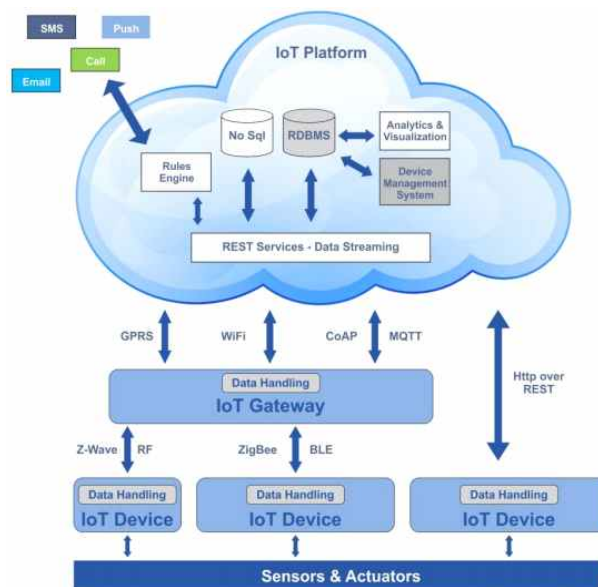 SMS
Push
Call
Email
IoT Platform
No Sql
RDBMS
Analytics &
Visualization
Rules
Engine
Device
Management
System
REST Services - Data Streaming
GPRS
WiFi
CoAP
MQTT
Http over
REST
Data Handling
IoT Gateway
Z-Wave
RF
ZigBee
BLE
Data Handling
IoT Device
Data Handling
IoT Device
Data Handling
IoT Device
Sensors & Actuators